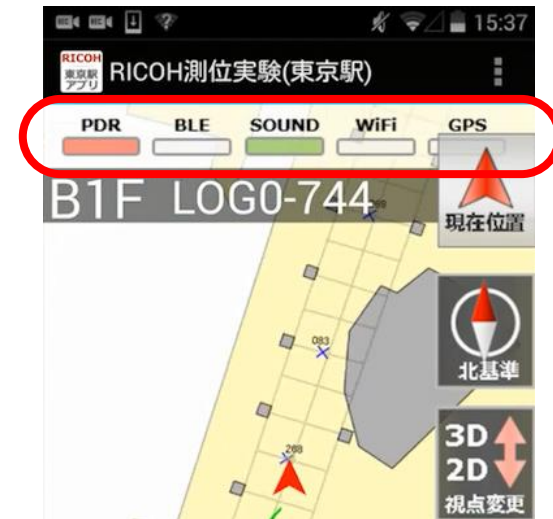 15:37
RICOH
東京駅
アプリ
RICOH測位実験(東京駅)
PDR BLE SOUND WiFi GPS
B1F LOG0-744
現在位置
083
北基準
268
3D
2D
視点変更